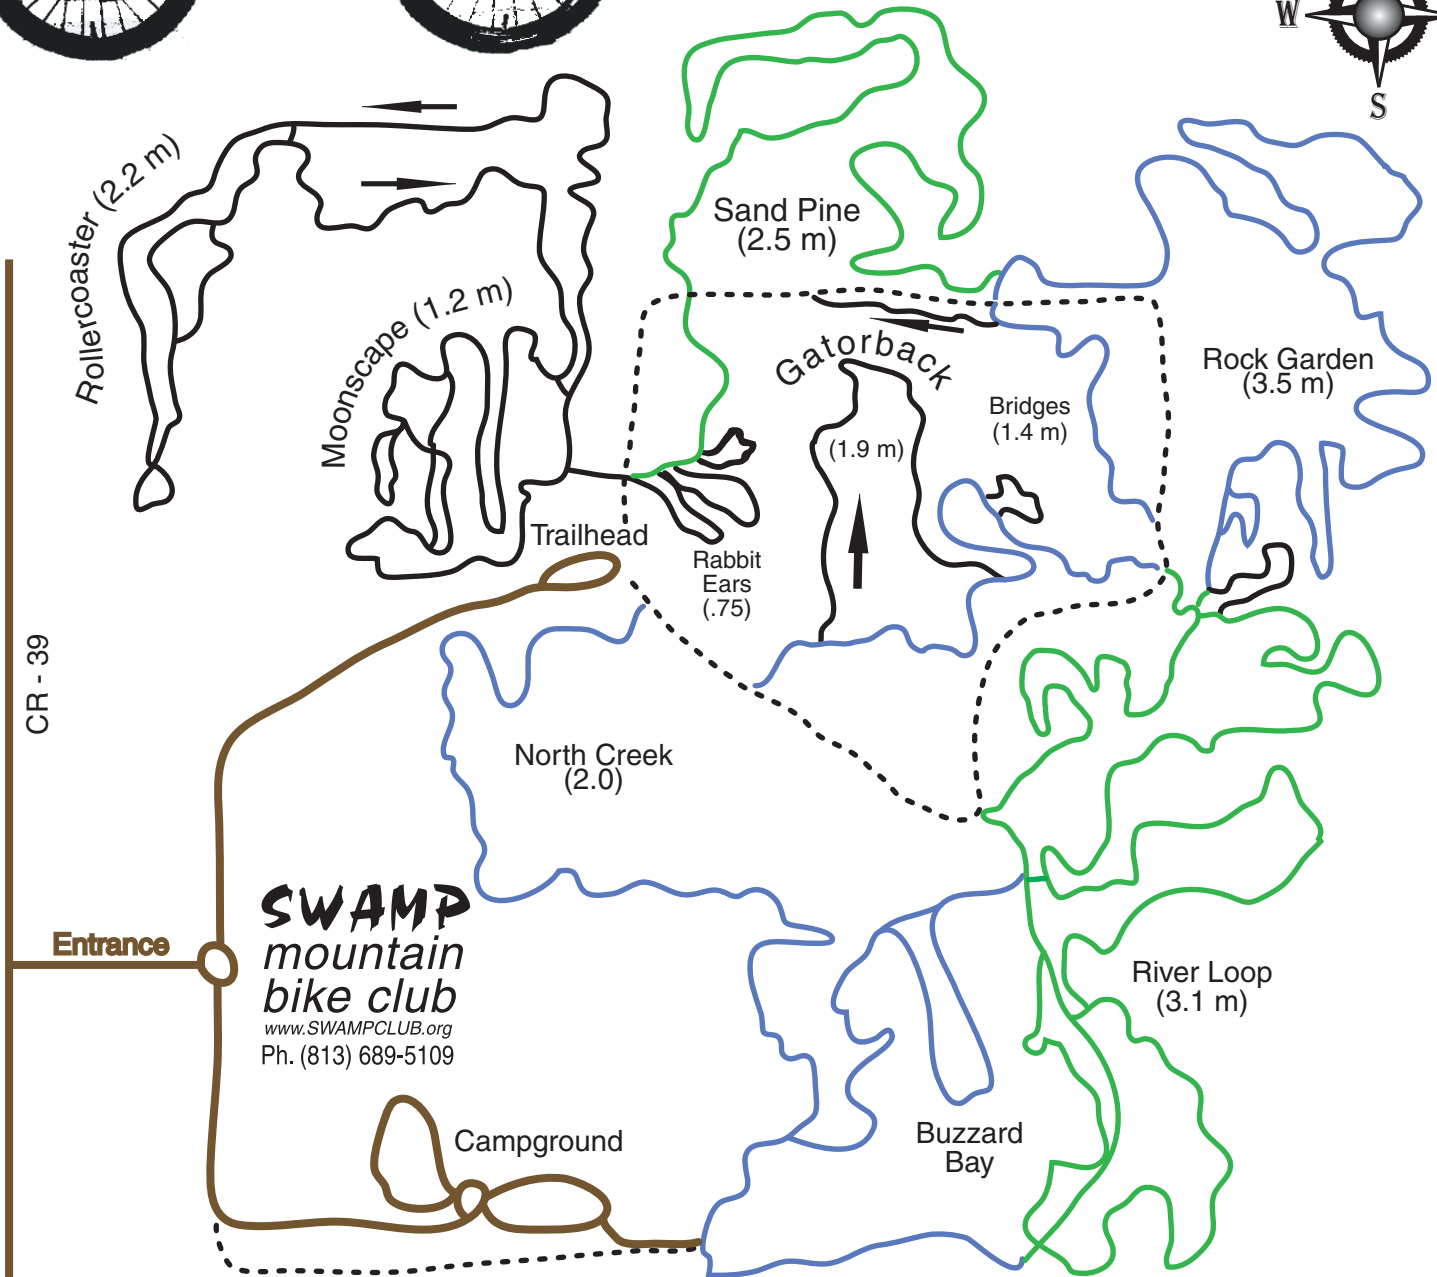 W
S
Rollercoaster (2.2 m)
Sand Pine
(2.5 m)
Moonscape (1.2 m)
Gatorback
(1.9 m)
Bridges
(1.4 m)
Rock Garden
(3.5 m)
Trailhead
Rabbit
Ears
(.75)
CR - 39
North Creek
(2.0)
Entrance
SWAMP
mountain
bike club
www.SWAMPCLUB.org
Ph. (813) 689-5109
River Loop
(3.1 m)
Campground
Buzzard
Bay